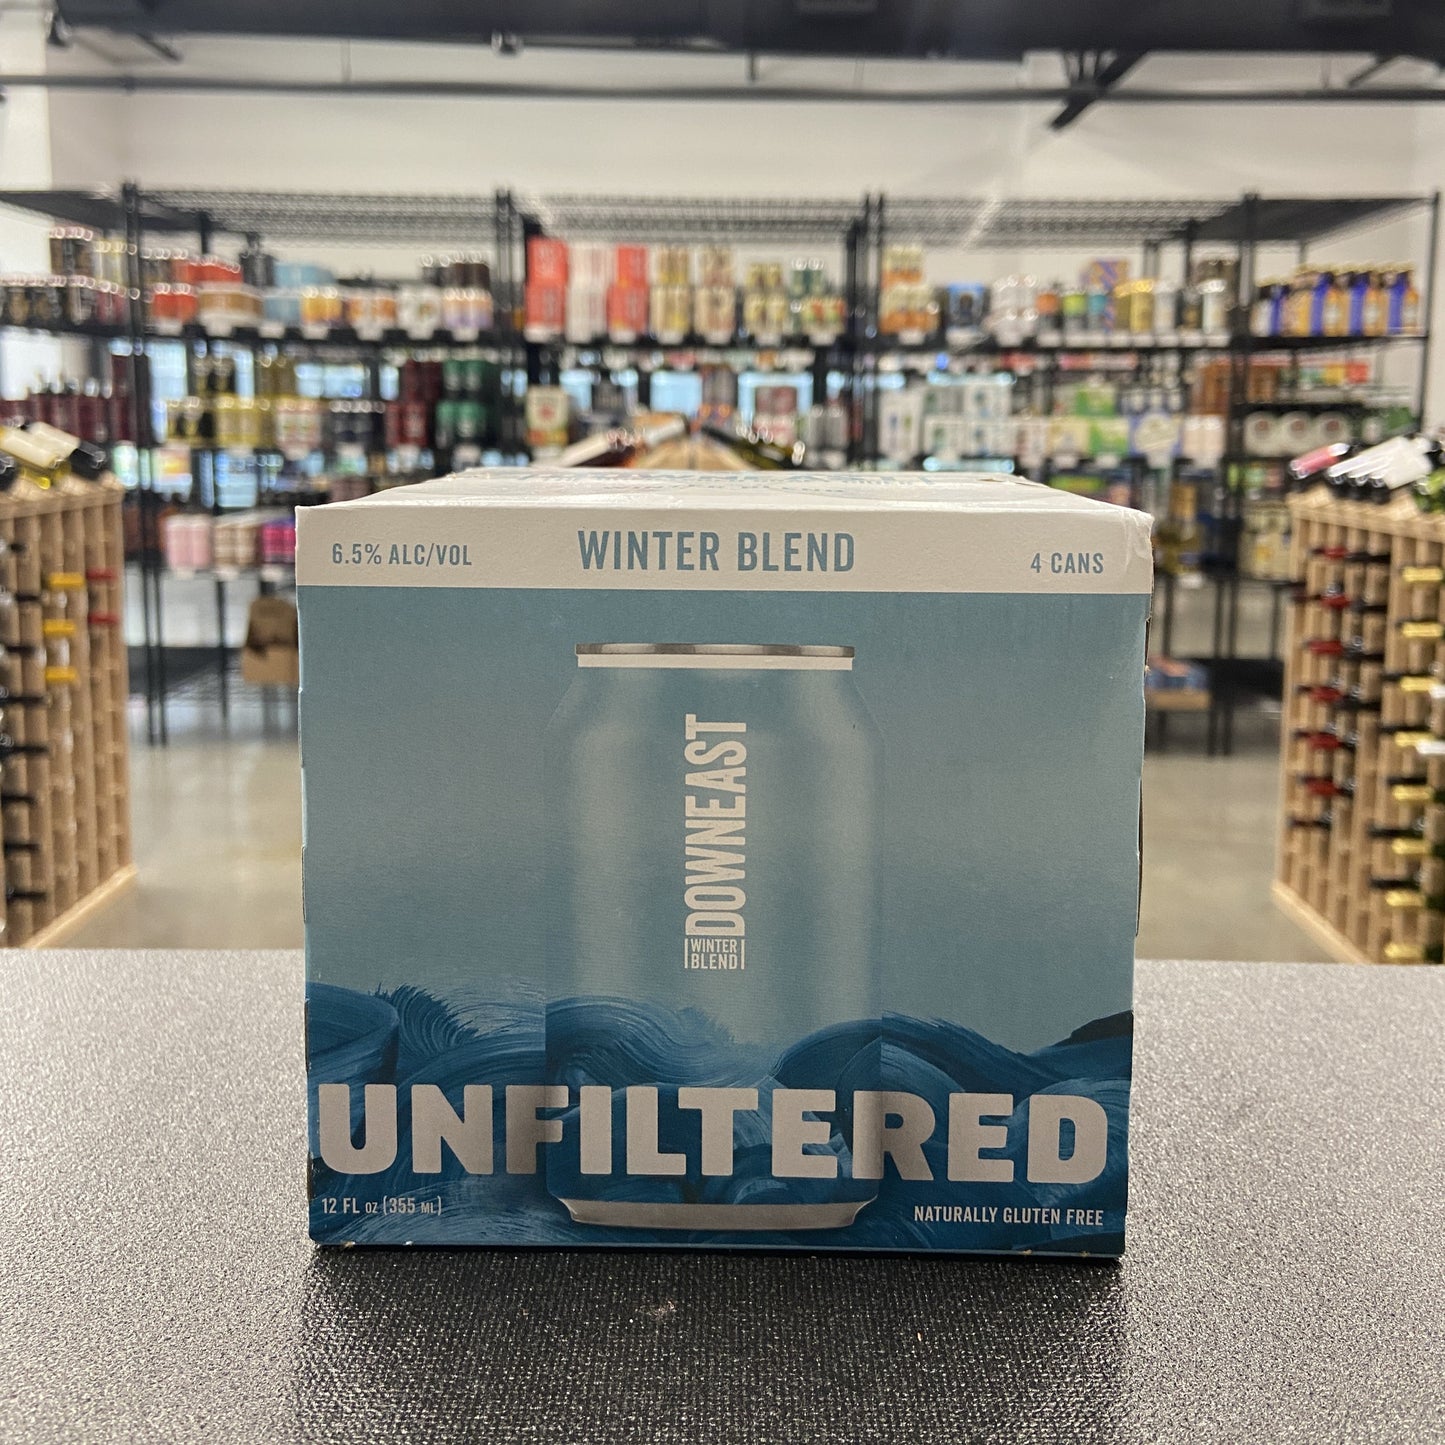 6.5% ALC/VOL
WINTER BLEND
4 CANS
DOWNEAST
WINTER
BLEND
UNFILTERED
12 FL OZ (355 ML)
NATURALLY GLUTEN FREE